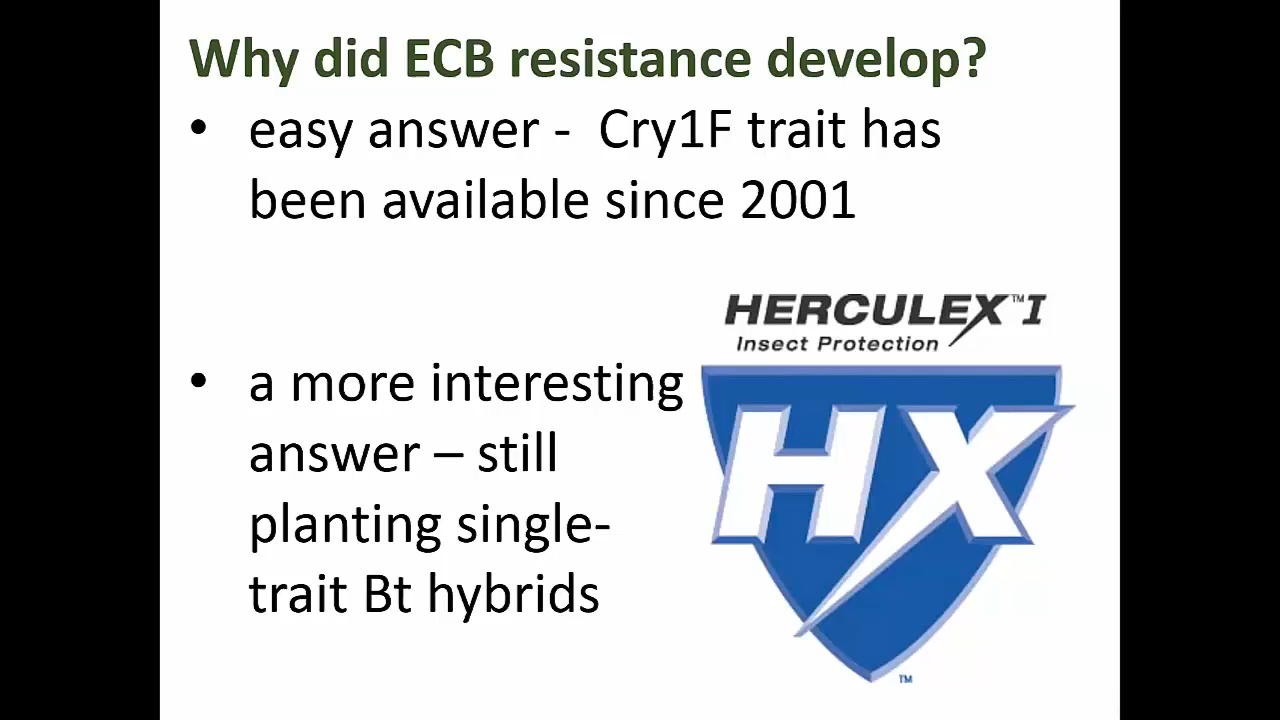 Why did ECB resistance develop?
• easy answer - Cry1F trait has
been available since 2001
HERCULEX™ I
Insect Protection
• a more interesting
answer – still
planting single-
trait Bt hybrids
HX
™